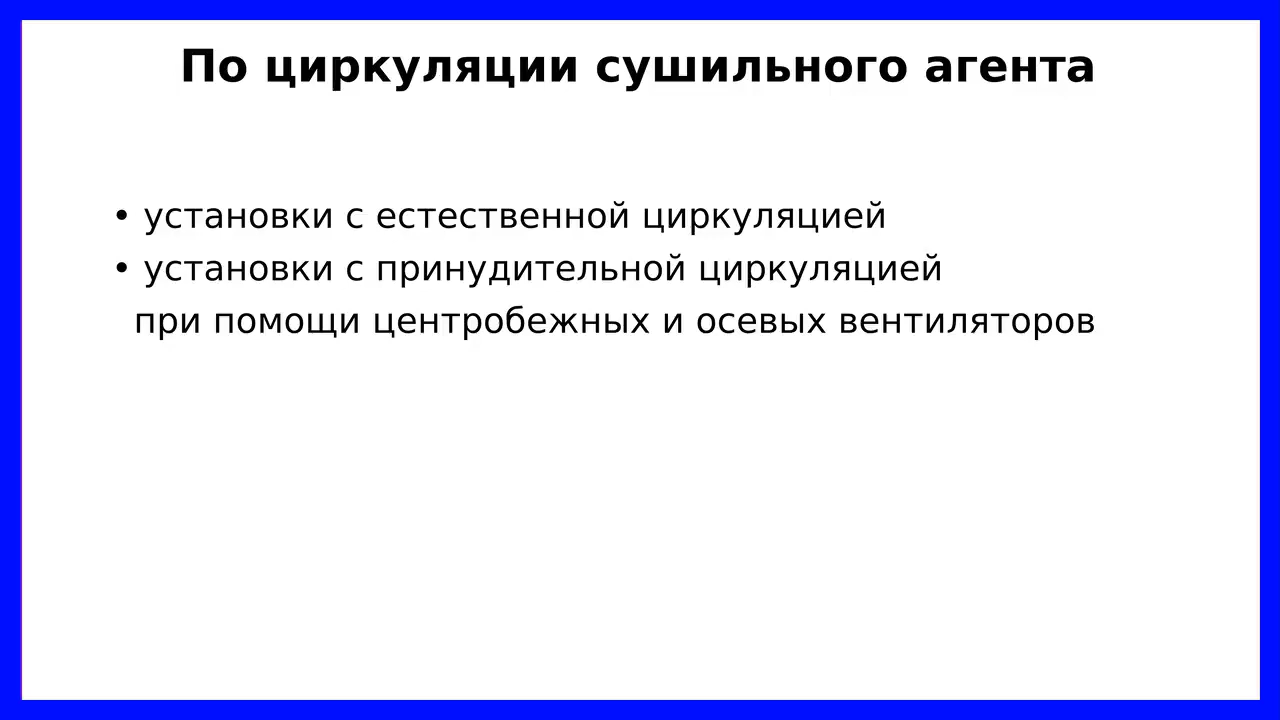 По циркуляции сушильного агента
• установки с естественной циркуляцией
• установки с принудительной циркуляцией
при помощи центробежных и осевых вентиляторов